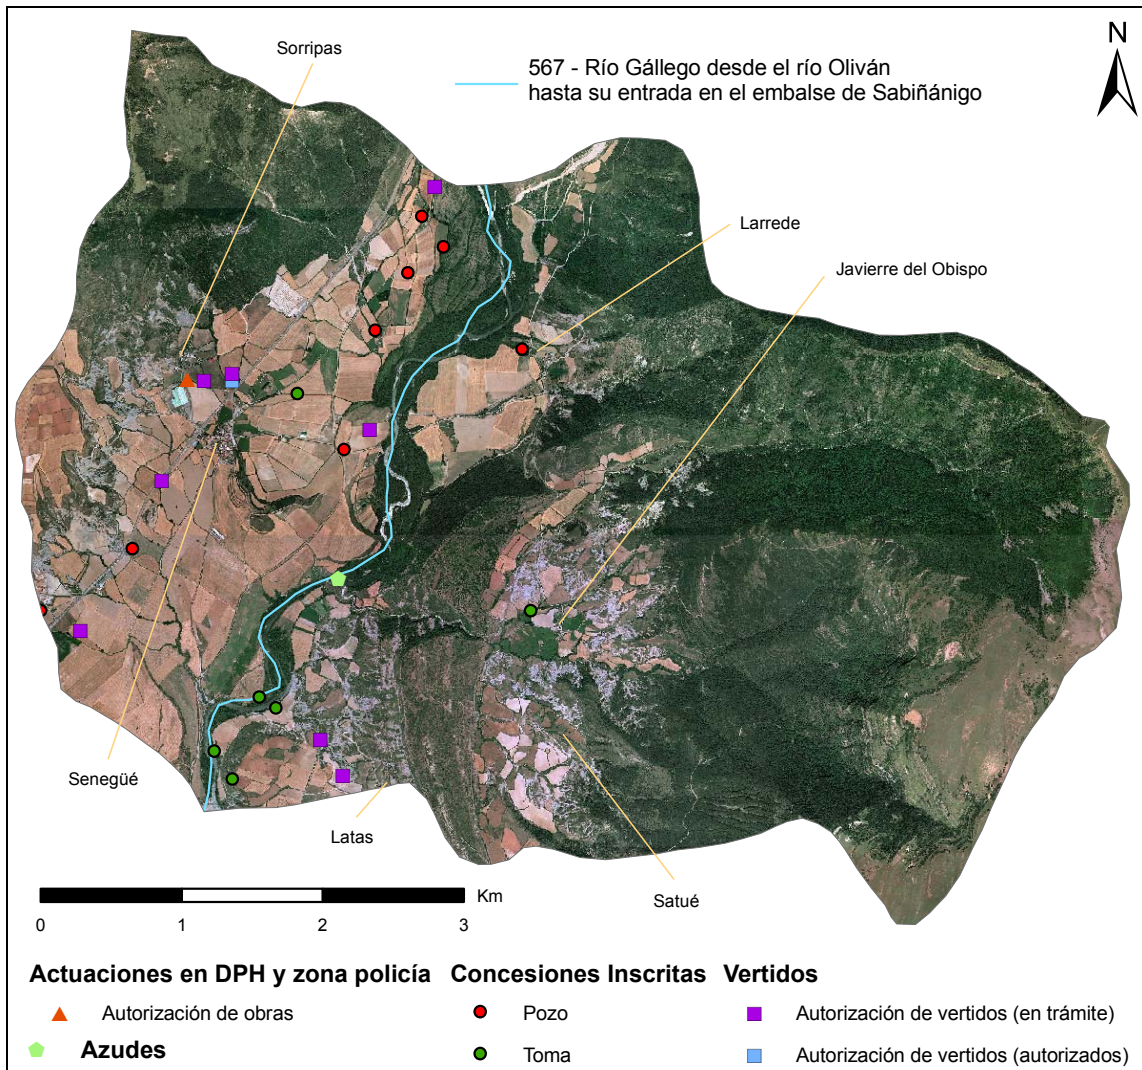 Sorripas
N
567 - Río Gállego desde el río Oliván
hasta su entrada en el embalse de Sabiñánigo
Larrede
Javierre del Obispo
Senegüé
Latas
Satué
Km
0 1 2 3
Actuaciones en DPH y zona policía Concesiones Inscritas Vertidos
Autorización de obras Pozo Autorización de vertidos (en trámite)
Azudes Toma Autorización de vertidos (autorizados)